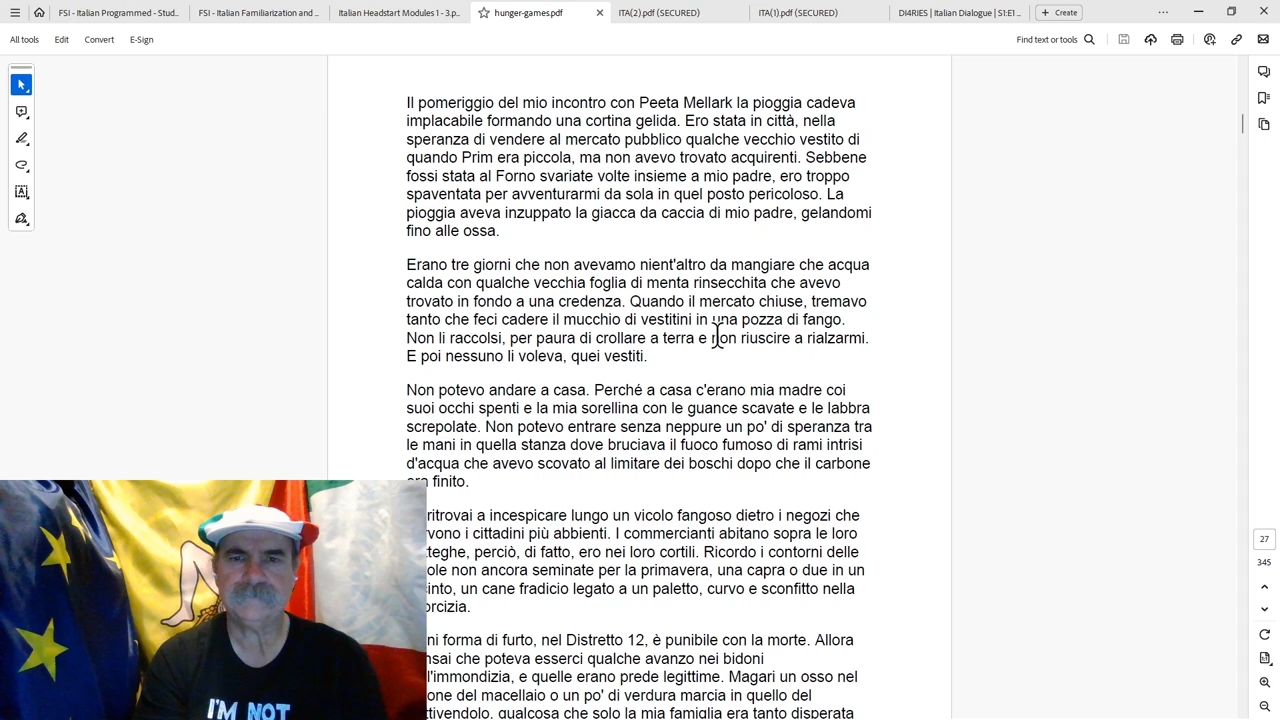 FSI - Italian Programmed - Stud...
FSI - Italian Familiarization and ...
Italian Headstart Modules 1 - 3.p...
hunger-games.pdf
ITA(2).pdf (SECURED)
ITA(1).pdf (SECURED)
DI4RIES | Italian Dialogue | S1:E1 ...
Create
All tools
Edit
Convert
E-Sign
Find text or tools
Il pomeriggio del mio incontro con Peeta Mellark la pioggia cadeva
implacabile formando una cortina gelida. Ero stata in città, nella
speranza di vendere al mercato pubblico qualche vecchio vestito di
quando Prim era piccola, ma non avevo trovato acquirenti. Sebbene
fossi stata al Forno svariate volte insieme a mio padre, ero troppo
spaventata per avventurarmi da sola in quel posto pericoloso. La
pioggia aveva inzuppato la giacca da caccia di mio padre, gelandomi
fino alle ossa.
Erano tre giorni che non avevamo nient'altro da mangiare che acqua
calda con qualche vecchia foglia di menta rinsecchita che avevo
trovato in fondo a una credenza. Quando il mercato chiuse, tremavo
tanto che feci cadere il mucchio di vestitini in una pozza di fango.
Non li raccolsi, per paura di crollare a terra e non riuscire a rialzarmi.
E poi nessuno li voleva, quei vestiti.
Non potevo andare a casa. Perché a casa c'erano mia madre coi
suoi occhi spenti e la mia sorellina con le guance scavate e le labbra
screpolate. Non potevo entrare senza neppure un po' di speranza tra
le mani in quella stanza dove bruciava il fuoco fumoso di rami intrisi
d'acqua che avevo scovato al limitare dei boschi dopo che il carbone
finito.
ritrovai a incespicare lungo un vicolo fangoso dietro i negozi che
i cittadini più abbienti. I commercianti abitano sopra le loro
perciò, di fatto, ero nei loro cortili. Ricordo i contorni delle
non ancora seminate per la primavera, una capra o due in un
un cane fradicio legato a un paletto, curvo e sconfitto nella
forma di furto, nel Distretto 12, è punibile con la morte. Allora
che poteva esserci qualche avanzo nei bidoni
e quelle erano prede legittime. Magari un osso nel
del macellaio o un po' di verdura marcia in quello del
qualcosa che solo la mia famiglia era tanto disperata
27
345
I'M NOT